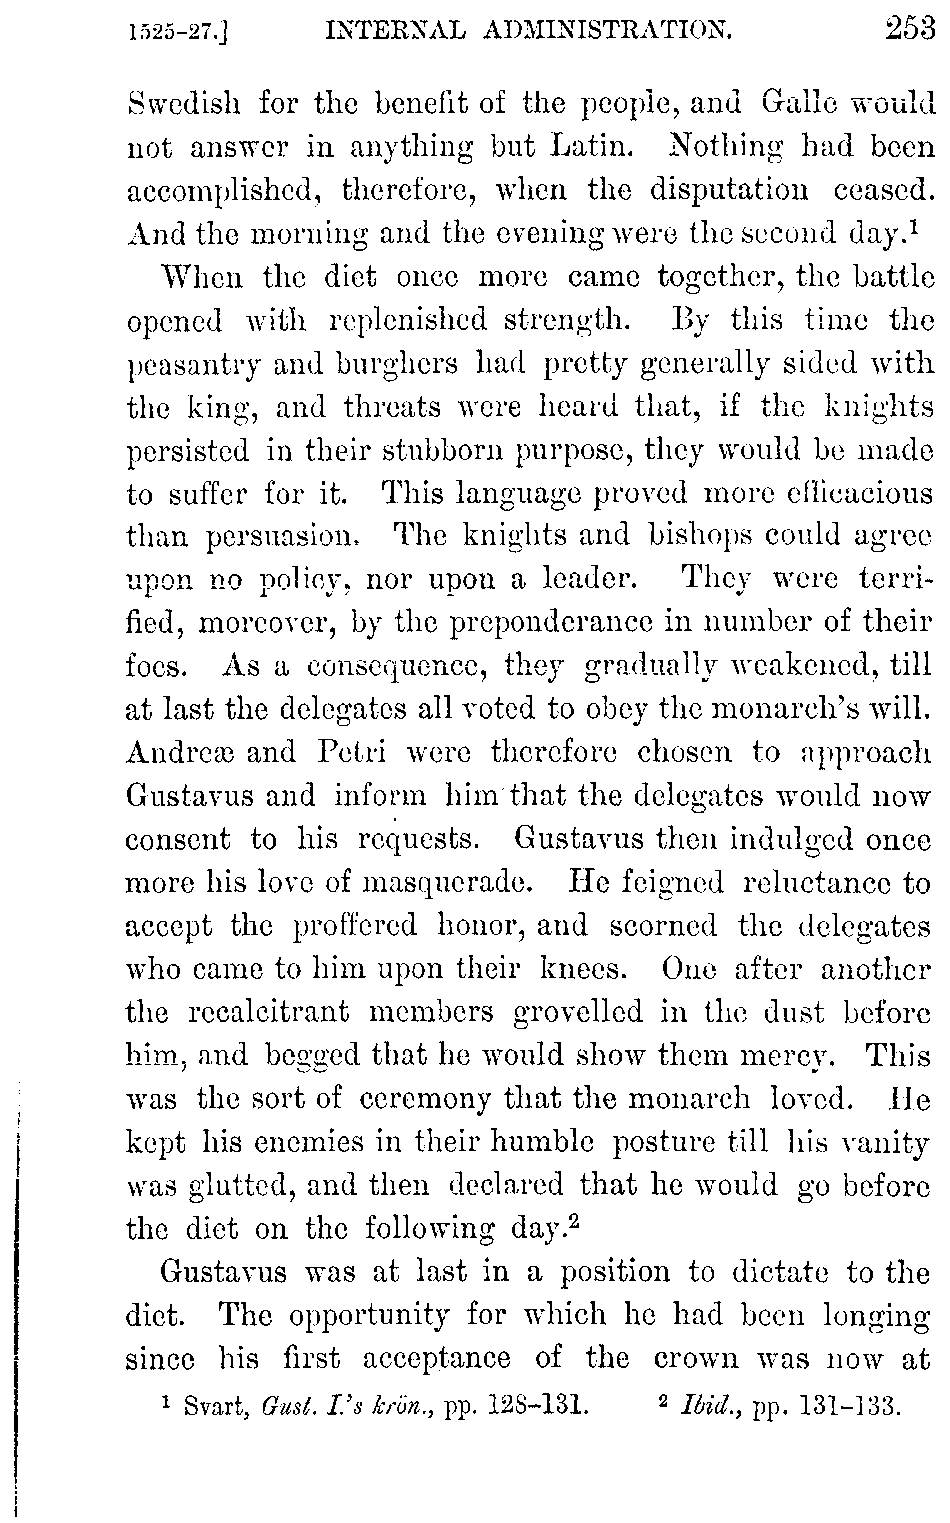 1525-27.] INTERNAL ADMINISTRATION. 253
Swedish for the benefit of the people, and Galle would
not answer in anything but Latin. Nothing had been
accomplished, therefore, when the disputation ceased.
And the morning and the evening were the second day.¹
When the diet once more came together, the battle
opened with replenished strength. By this time the
peasantry and burghers had pretty generally sided with
the king, and threats were heard that, if the knights
persisted in their stubborn purpose, they would be made
to suffer for it. This language proved more efficacious
than persuasion. The knights and bishops could agree
upon no policy, nor upon a leader. They were terri-
fied, moreover, by the preponderance in number of their
foes. As a consequence, they gradually weakened, till
at last the delegates all voted to obey the monarch's will.
Andreæ and Petri were therefore chosen to approach
Gustavus and inform him that the delegates would now
consent to his requests. Gustavus then indulged once
more his love of masquerade. He feigned reluctance to
accept the proffered honor, and scorned the delegates
who came to him upon their knees. One after another
the recalcitrant members grovelled in the dust before
him, and begged that he would show them mercy. This
was the sort of ceremony that the monarch loved. He
kept his enemies in their humble posture till his vanity
was glutted, and then declared that he would go before
the diet on the following day.²
Gustavus was at last in a position to dictate to the
diet. The opportunity for which he had been longing
since his first acceptance of the crown was now at
¹ Svart, Gust. I.'s krön., pp. 128-131. ² Ibid., pp. 131-133.